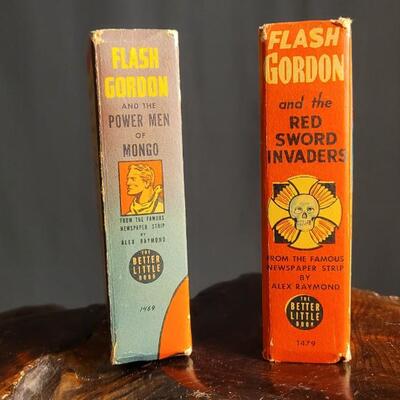 FLASH
GORDON
AND THE
POWER MEN
OF
MONGO
FROM THE FAMOUS
NEWSPAPER STRIP
BY
ALEX RAYMOND
THE
BETTER
LITTLE
BOOK
1469
FLASH
GORDON
and the
RED
SWORD
INVADERS
FROM THE FAMOUS
NEWSPAPER STRIP
BY
ALEX RAYMOND
THE
BETTER
LITTLE
BOOK
1479